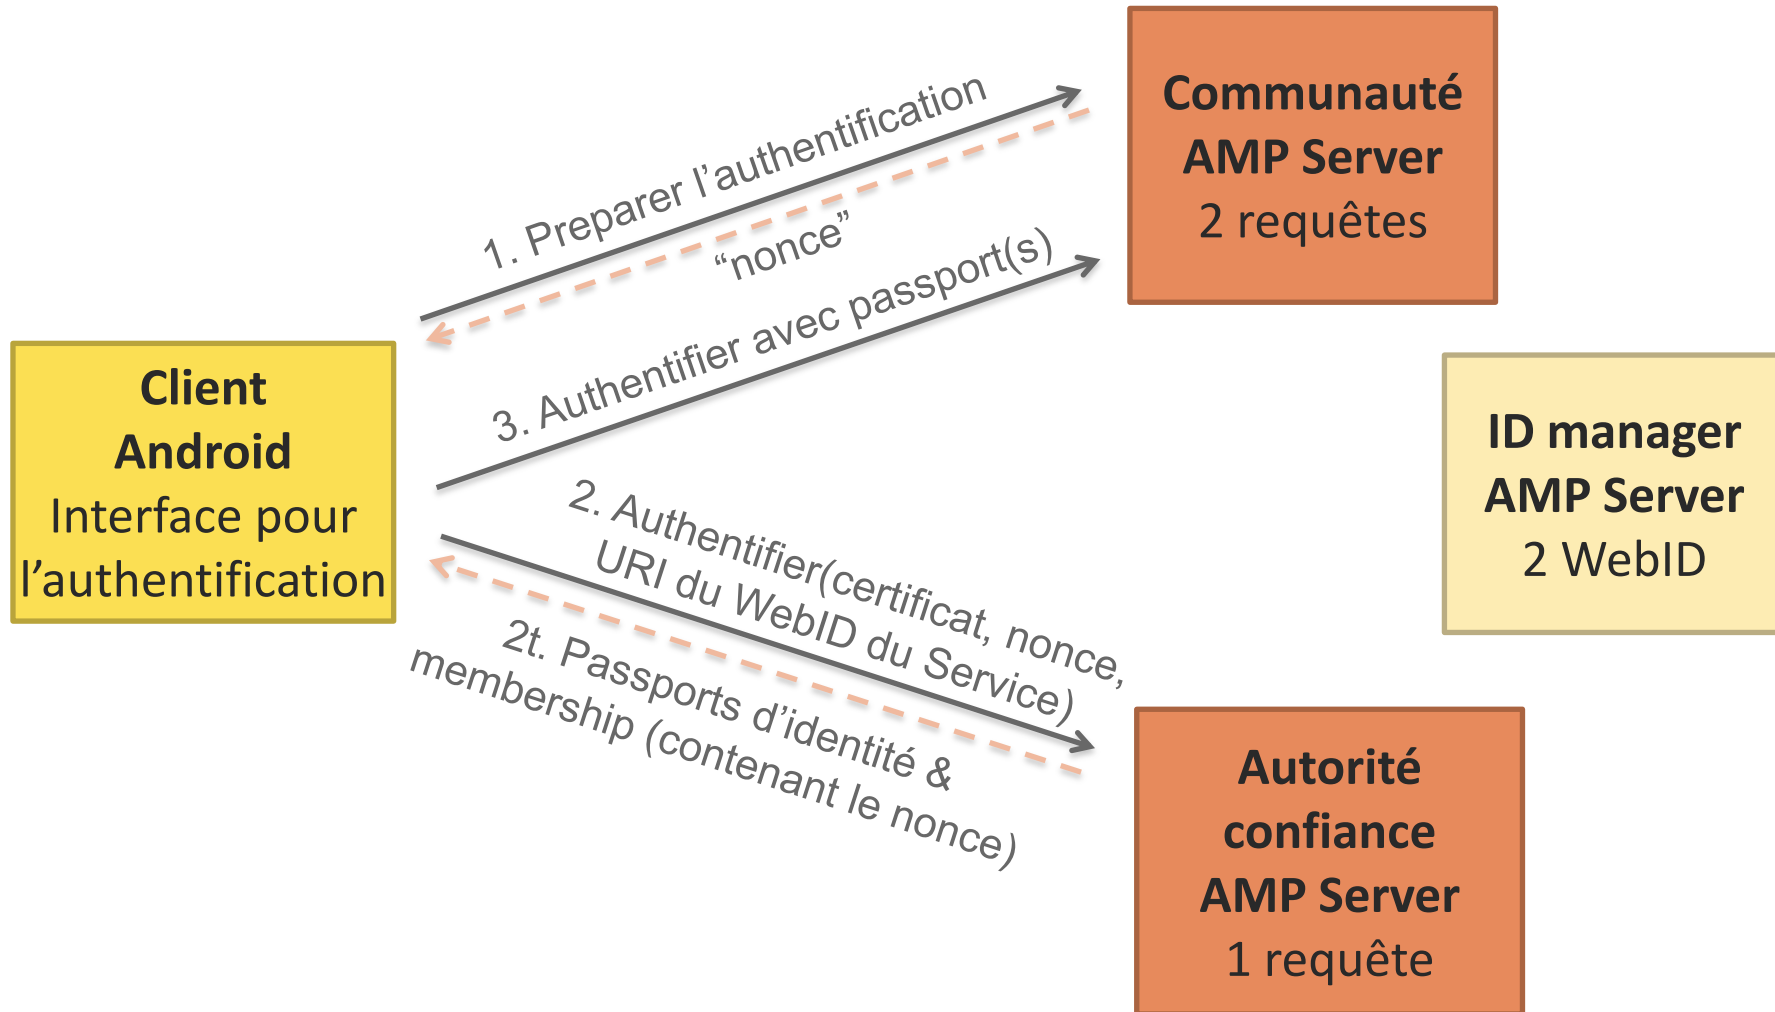 Communauté
AMP Server
2 requêtes
1. Preparer l’authentification
“nonce”
3. Authentifier avec passport(s)
Client
Android
Interface pour
l’authentification
ID manager
AMP Server
2 WebID
2. Authentifier(certificat, nonce,
URI du WebID du Service)
2t. Passports d’identité &
membership (contenant le nonce)
Autorité
confiance
AMP Server
1 requête